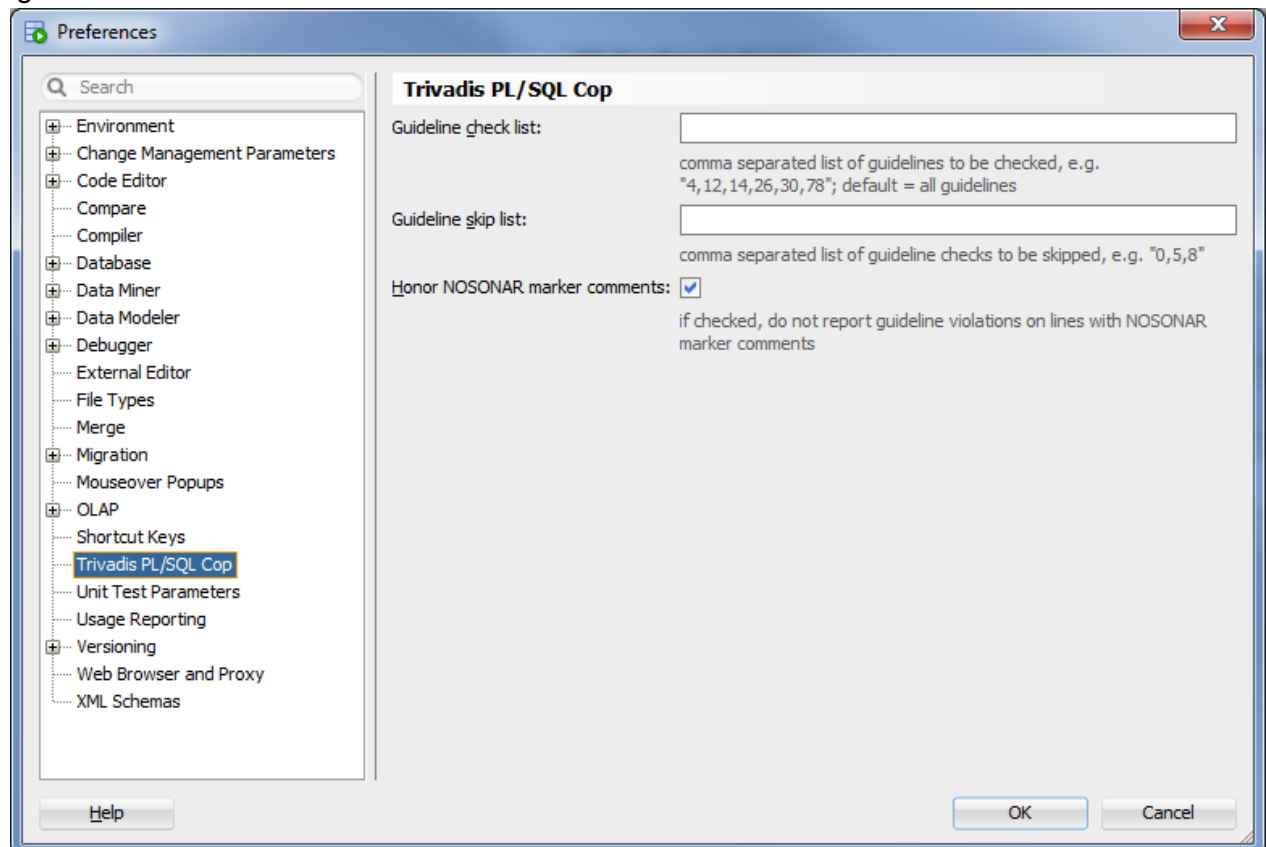 Preferences
Search
Environment
Change Management Parameters
Code Editor
Compare
Compiler
Database
Data Miner
Data Modeler
Debugger
External Editor
File Types
Merge
Migration
Mouseover Popups
OLAP
Shortcut Keys
Trivadis PL/SQL Cop
Unit Test Parameters
Usage Reporting
Versioning
Web Browser and Proxy
XML Schemas
Trivadis PL/SQL Cop
Guideline check list:
comma separated list of guidelines to be checked, e.g.
"4,12,14,26,30,78"; default = all guidelines
Guideline skip list:
comma separated list of guideline checks to be skipped, e.g. "0,5,8"
Honor NOSONAR marker comments:
if checked, do not report guideline violations on lines with NOSONAR
marker comments
Help
OK
Cancel